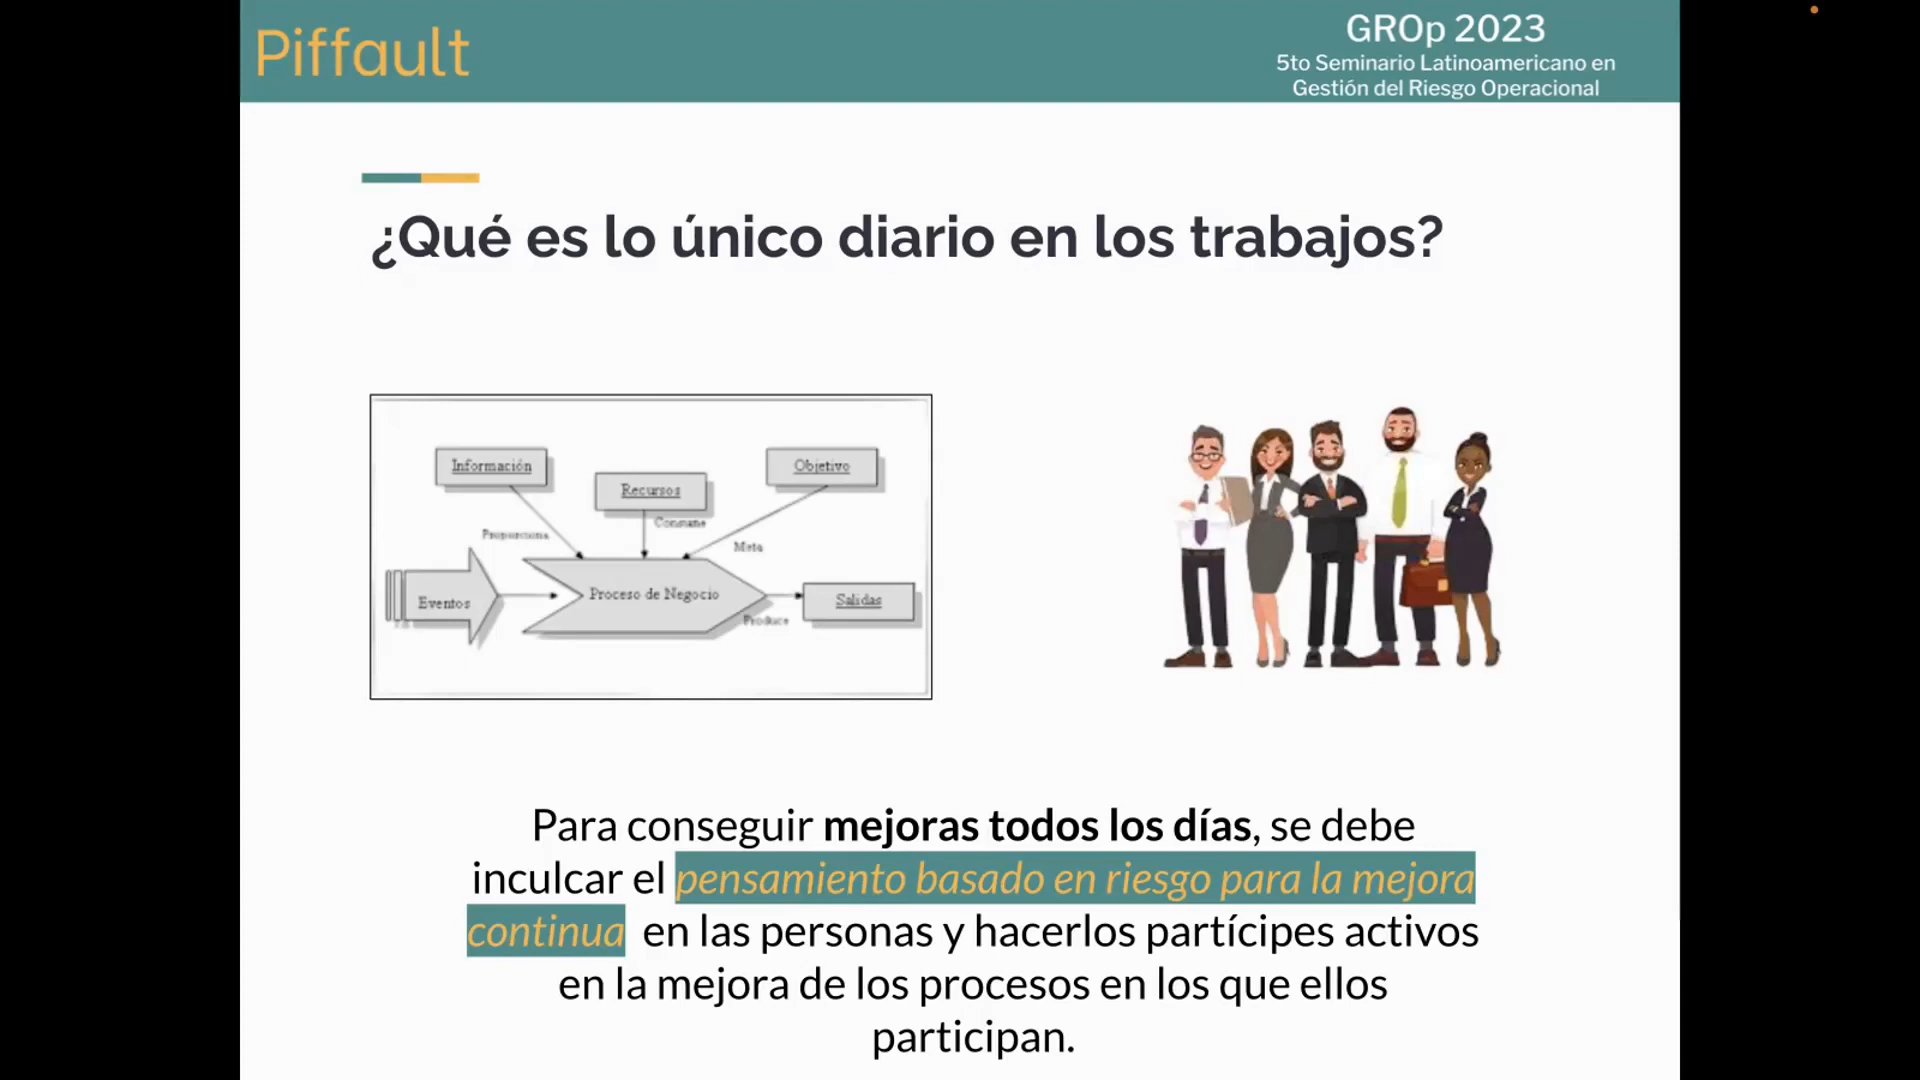 Piffault
GROp 2023
5to Seminario Latinoamericano en
Gestión del Riesgo Operacional
¿Qué es lo único diario en los trabajos?
Información
Recursos
Objetivo
Proporciona
Consume
Meta
Eventos
Proceso de Negocio
Salidas
Produce
Para conseguir mejoras todos los días, se debe
inculcar el pensamiento basado en riesgo para la mejora
continua en las personas y hacerlos partícipes activos
en la mejora de los procesos en los que ellos
participan.